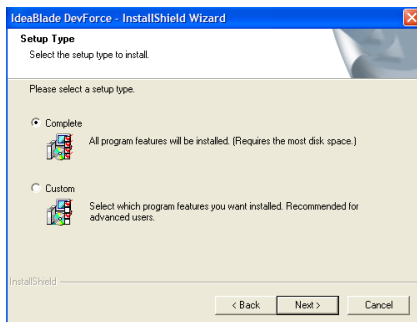 IdeaBlade DevForce - InstallShield Wizard
Setup Type
Select the setup type to install.
Please select a setup type.
Complete
All program features will be installed. (Requires the most disk space.)
Custom
Select which program features you want installed. Recommended for
advanced users.
InstallShield
< Back Next > Cancel